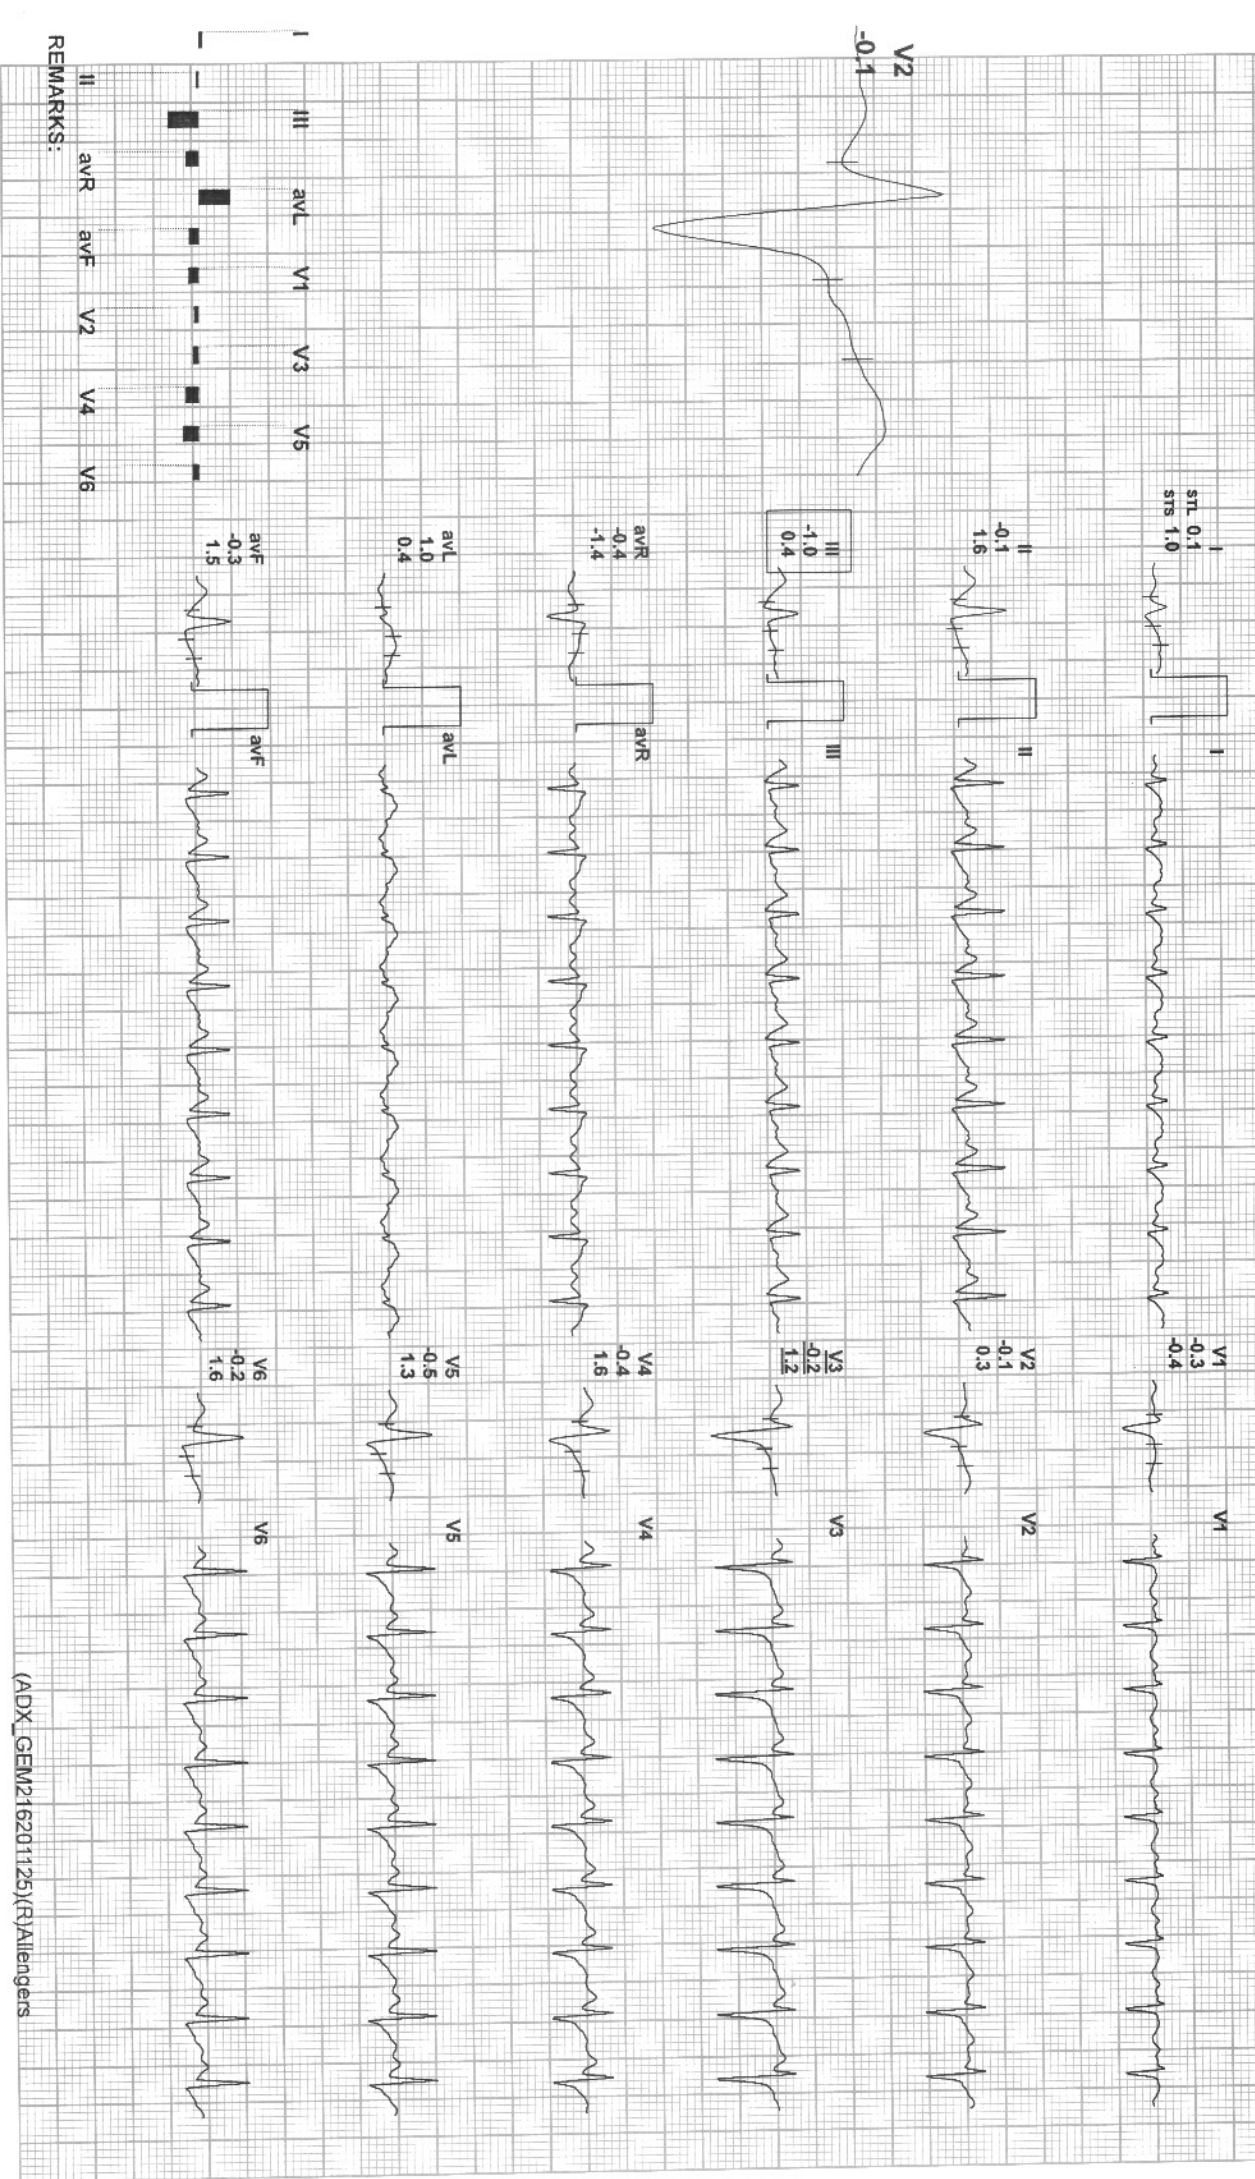 V2
-0.1
I
STL 0.1
STS 1.0
I
V1
-0.3
-0.4
V1
II
-0.1
1.6
II
V2
-0.1
0.3
V2
III
-1.0
0.4
III
V3
-0.2
1.2
V3
avR
-0.4
-1.4
avR
V4
-0.4
1.6
V4
avL
1.0
0.4
avL
V5
-0.5
1.3
V5
avF
-0.3
1.5
avF
V6
-0.2
1.6
V6
I III avL V1 V3 V5
II avR avF V2 V4 V6
REMARKS:
(ADX_GEM216201125)(R)Allengers